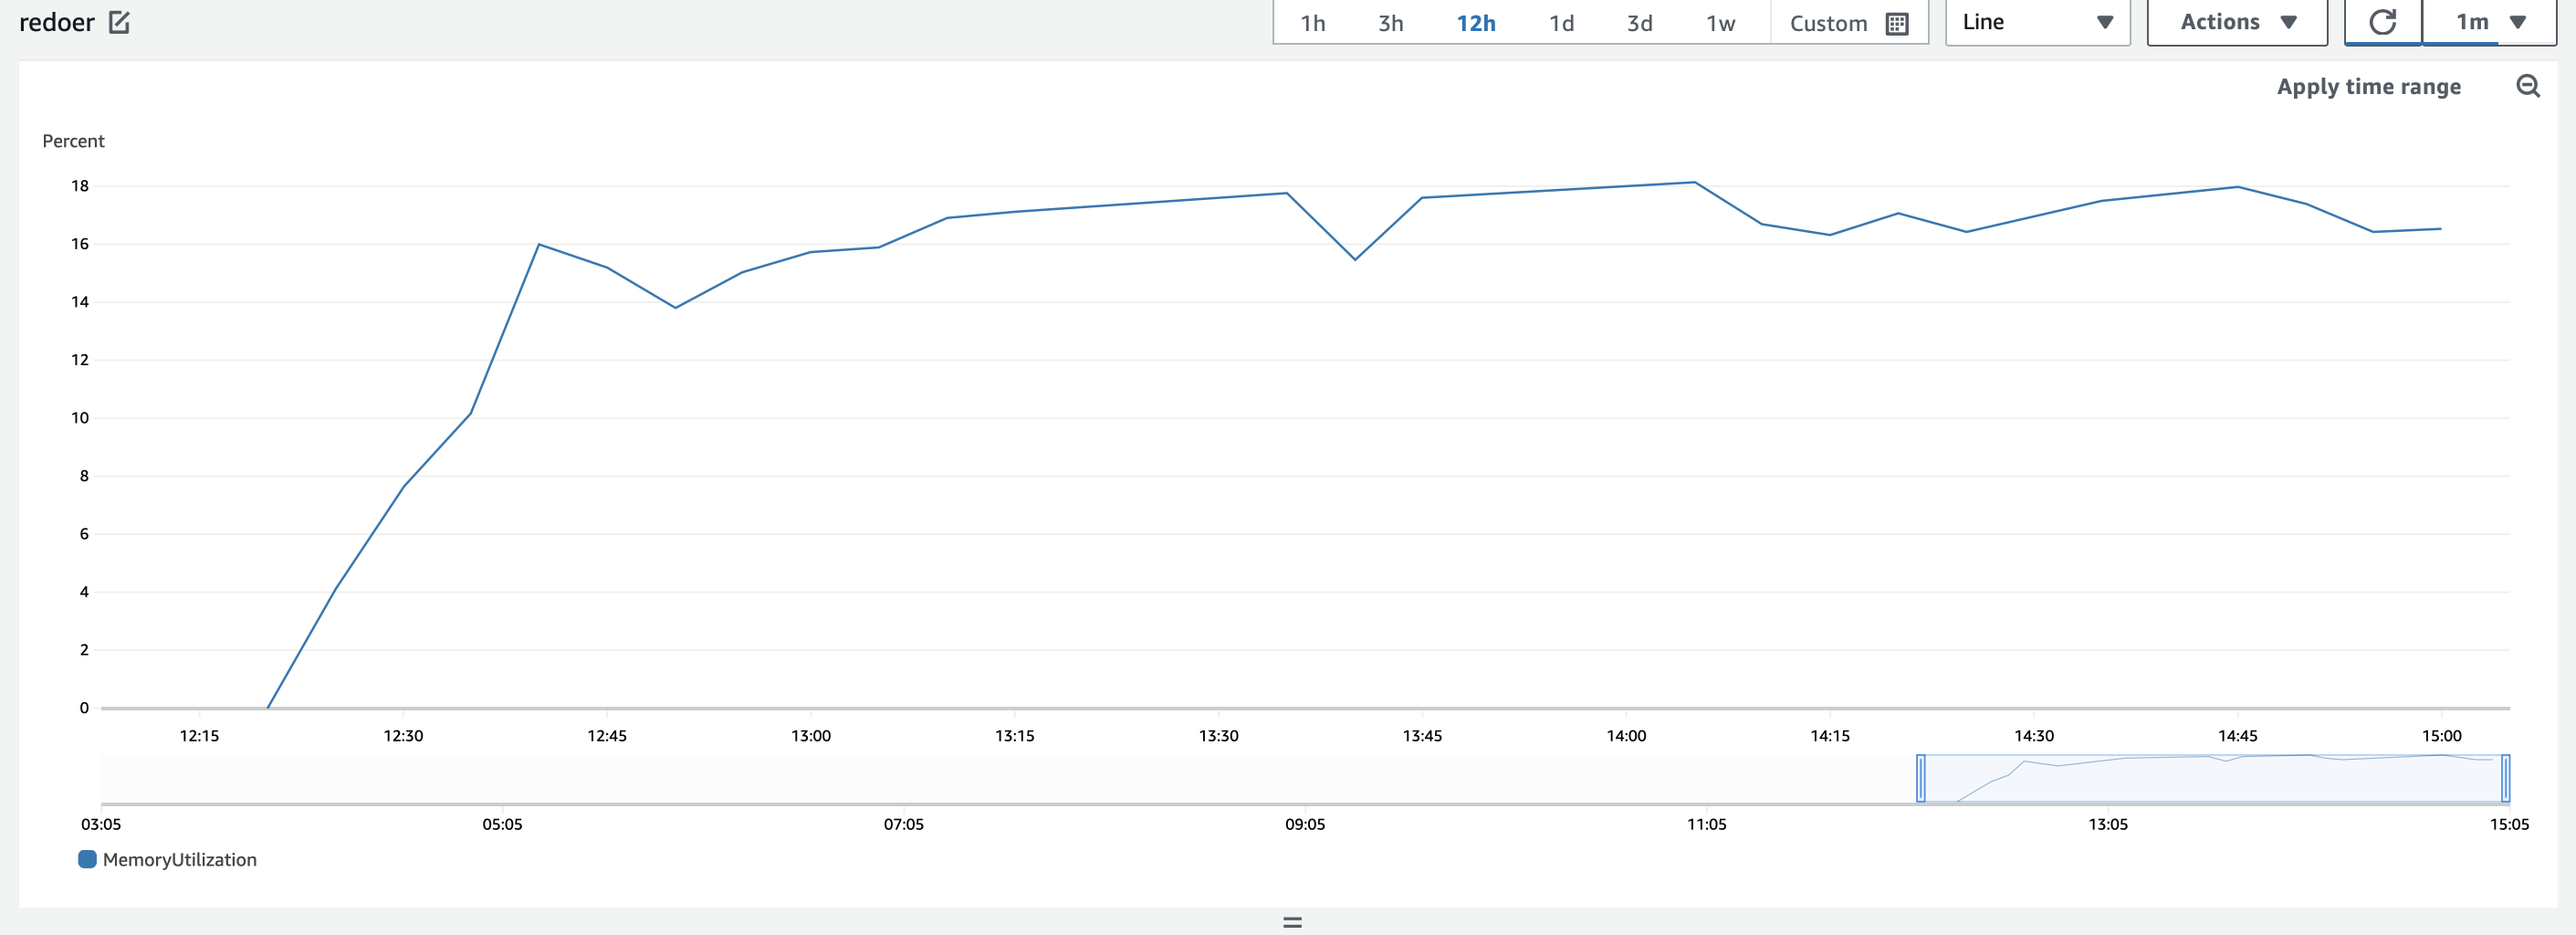 redoer 1h 3h 12h 1d 3d 1w Custom Line Actions 1m
Apply time range
Percent
18
16
14
12
10
8
6
4
2
0
12:15 12:30 12:45 13:00 13:15 13:30 13:45 14:00 14:15 14:30 14:45 15:00
03:05 05:05 07:05 09:05 11:05 13:05 15:05
MemoryUtilization